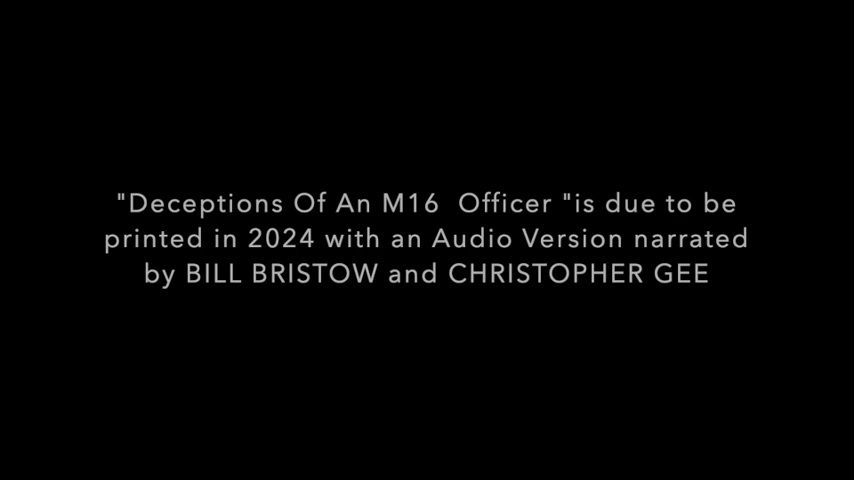 "Deceptions Of An M16  Officer "is due to be
printed in 2024 with an Audio Version narrated
by BILL BRISTOW and CHRISTOPHER GEE